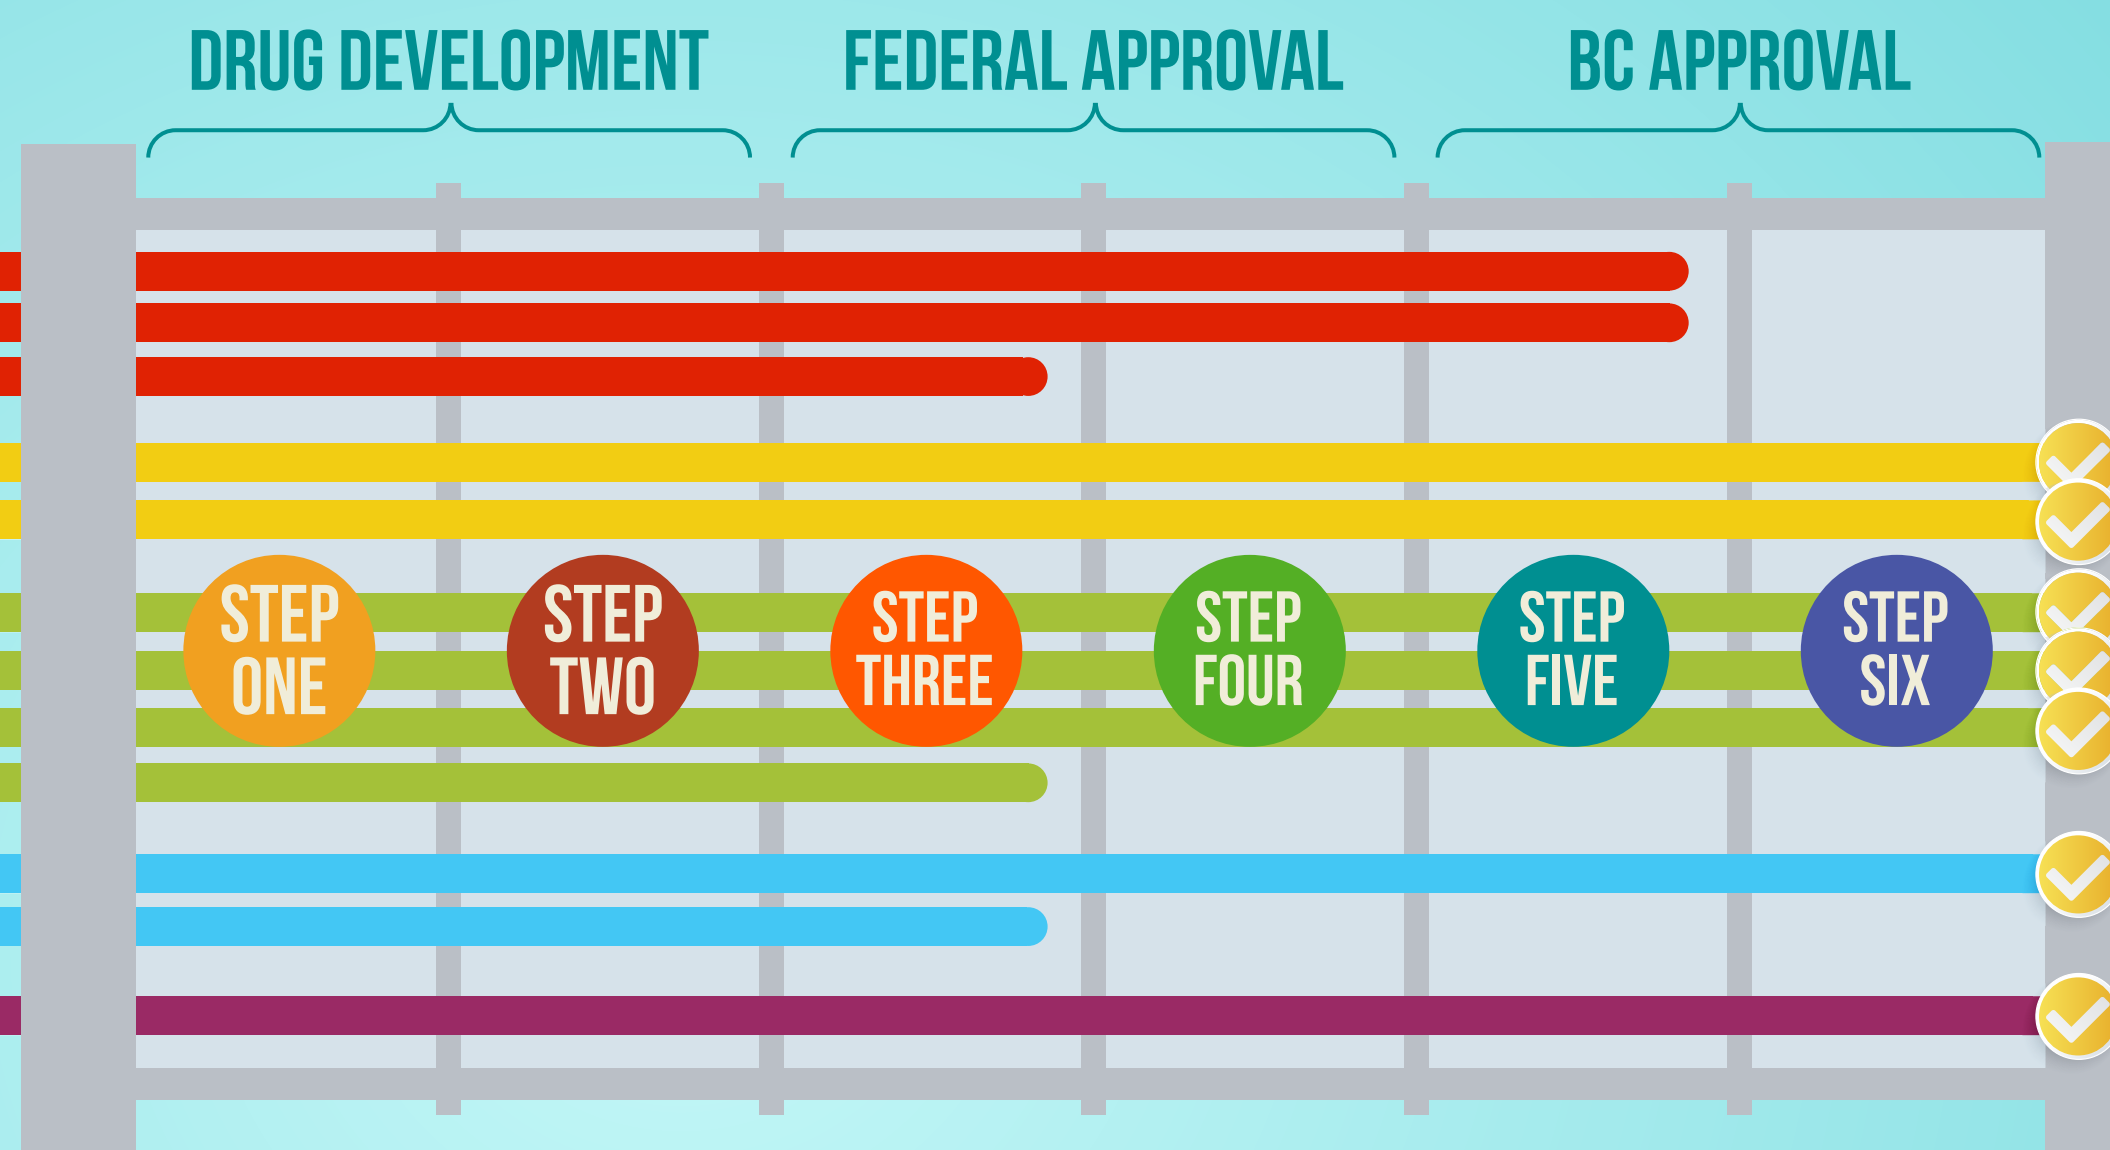 DRUG DEVELOPMENT
FEDERAL APPROVAL
BC APPROVAL
STEP
ONE
STEP
TWO
STEP
THREE
STEP
FOUR
STEP
FIVE
STEP
SIX